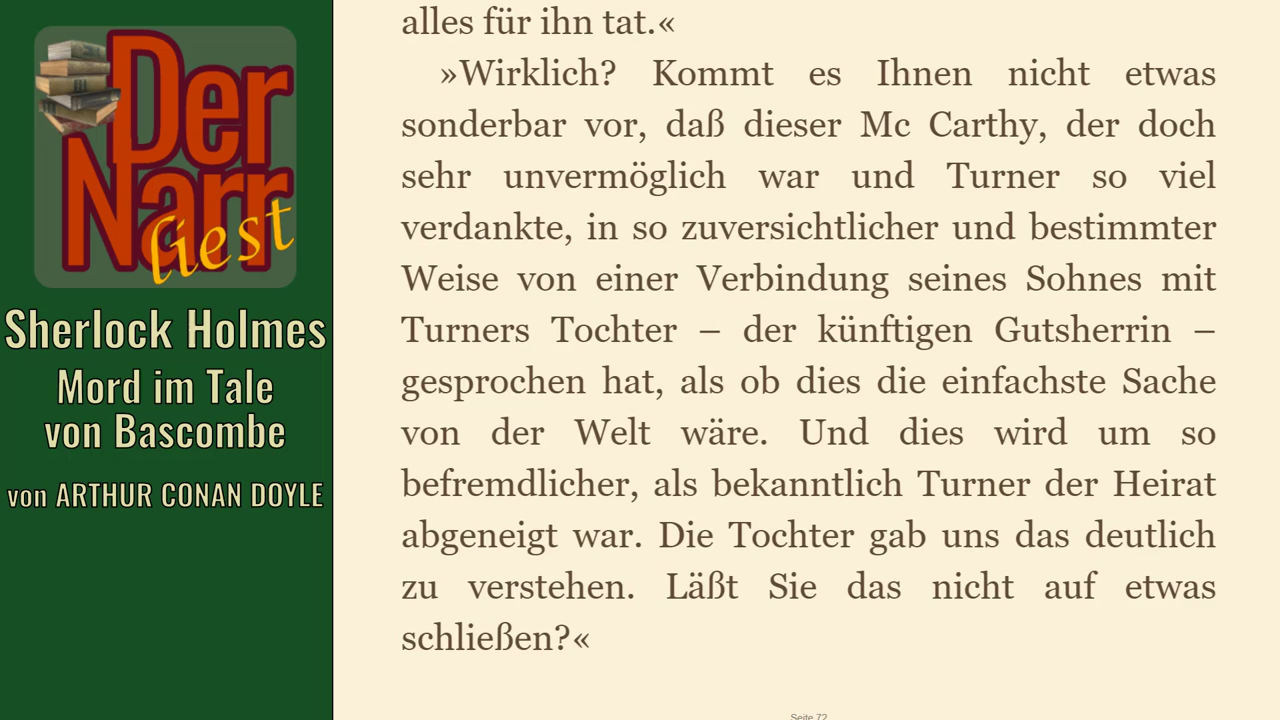 Der
Narr
liest
Sherlock Holmes
Mord im Tale
von Bascombe
von ARTHUR CONAN DOYLE
alles für ihn tat.«
»Wirklich? Kommt es Ihnen nicht etwas
sonderbar vor, daß dieser Mc Carthy, der doch
sehr unvermöglich war und Turner so viel
verdankte, in so zuversichtlicher und bestimmter
Weise von einer Verbindung seines Sohnes mit
Turners Tochter – der künftigen Gutsherrin –
gesprochen hat, als ob dies die einfachste Sache
von der Welt wäre. Und dies wird um so
befremdlicher, als bekanntlich Turner der Heirat
abgeneigt war. Die Tochter gab uns das deutlich
zu verstehen. Läßt Sie das nicht auf etwas
schließen?«
Seite 72